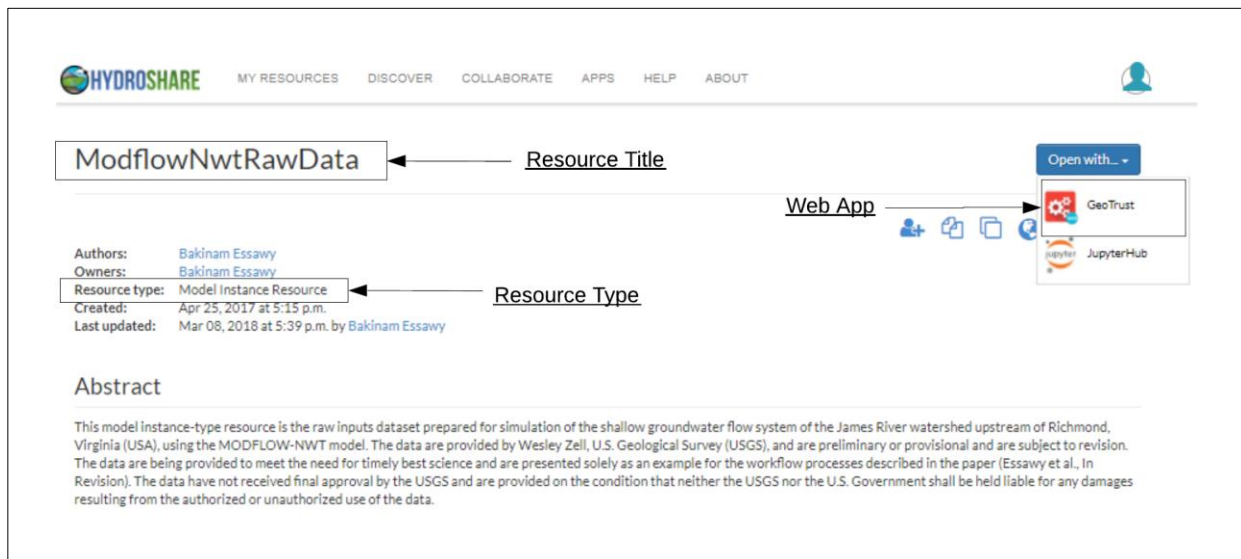 HYDROSHARE MY RESOURCES DISCOVER COLLABORATE APPS HELP ABOUT
ModflowNwtRawData
Resource Title
Open with...
Web App
GeoTrust
jupyter JupyterHub
Authors: Bakinam Essawy
Owners: Bakinam Essawy
Resource type: Model Instance Resource
Resource Type
Created: Apr 25, 2017 at 5:15 p.m.
Last updated: Mar 08, 2018 at 5:39 p.m. by Bakinam Essawy
Abstract
This model instance-type resource is the raw inputs dataset prepared for simulation of the shallow groundwater flow system of the James River watershed upstream of Richmond,
Virginia (USA), using the MODFLOW-NWT model. The data are provided by Wesley Zell, U.S. Geological Survey (USGS), and are preliminary or provisional and are subject to revision.
The data are being provided to meet the need for timely best science and are presented solely as an example for the workflow processes described in the paper (Essawy et al., In
Revision). The data have not received final approval by the USGS and are provided on the condition that neither the USGS nor the U.S. Government shall be held liable for any damages
resulting from the authorized or unauthorized use of the data.